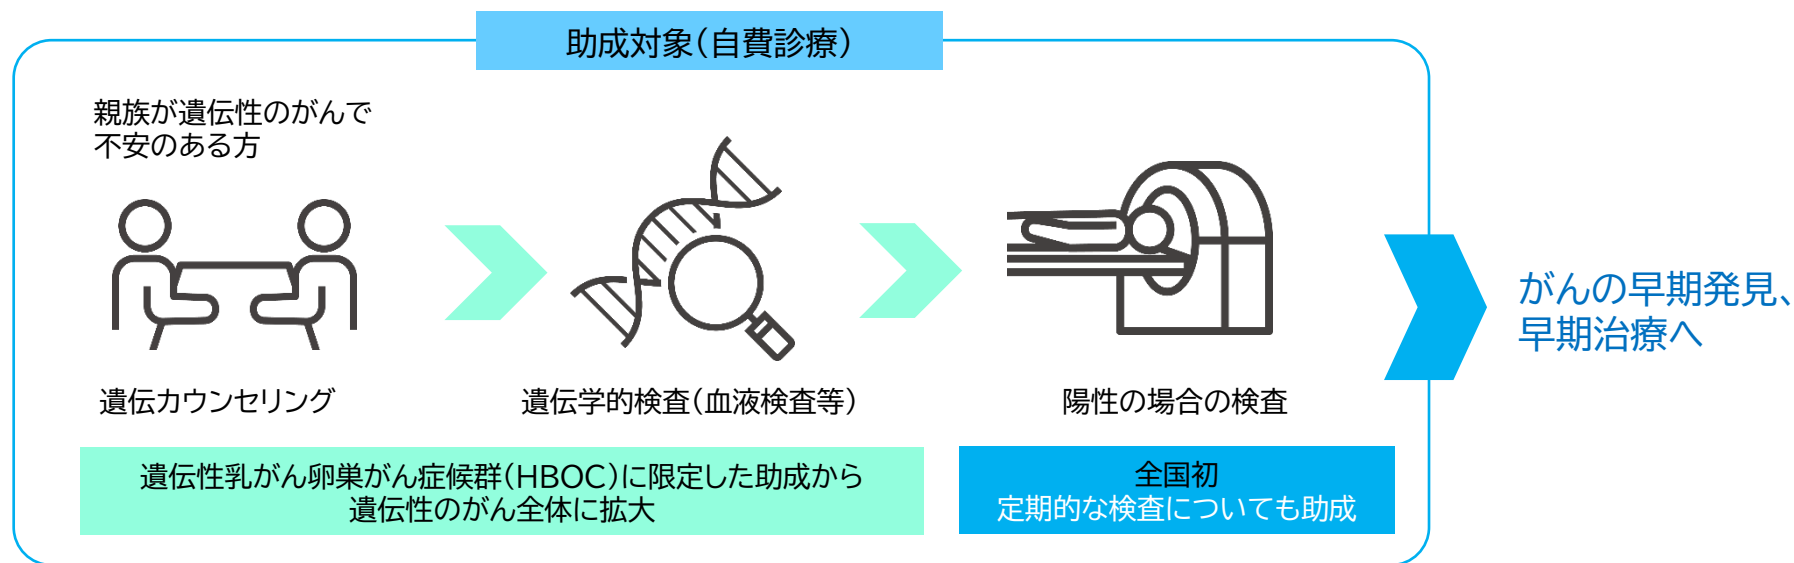 助成対象（自費診療）
親族が遺伝性のがんで
不安のある方
遺伝カウンセリング
遺伝学的検査（血液検査等）
陽性の場合の検査
遺伝性乳がん卵巣がん症候群（HBOC）に限定した助成から
遺伝性のがん全体に拡大
全国初
定期的な検査についても助成
がんの早期発見、
早期治療へ